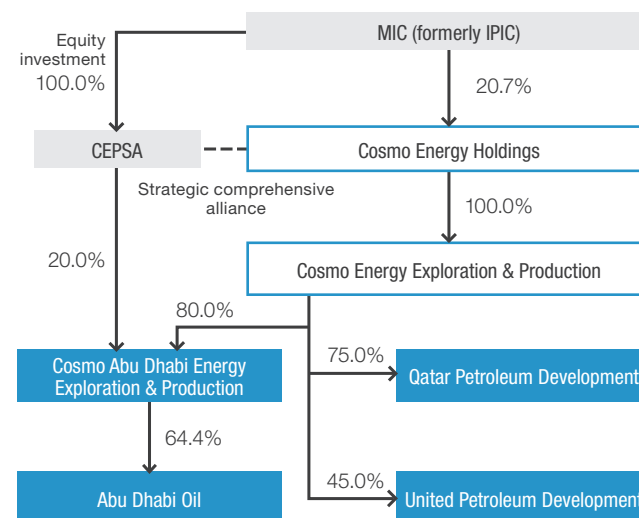 MIC (formerly IPIC)
Equity
investment
100.0%
20.7%
CEPSA
Cosmo Energy Holdings
Strategic comprehensive
alliance
100.0%
20.0%
Cosmo Energy Exploration & Production
80.0%
Cosmo Abu Dhabi Energy
Exploration & Production
75.0%
Qatar Petroleum Development
64.4%
45.0%
Abu Dhabi Oil
United Petroleum Development